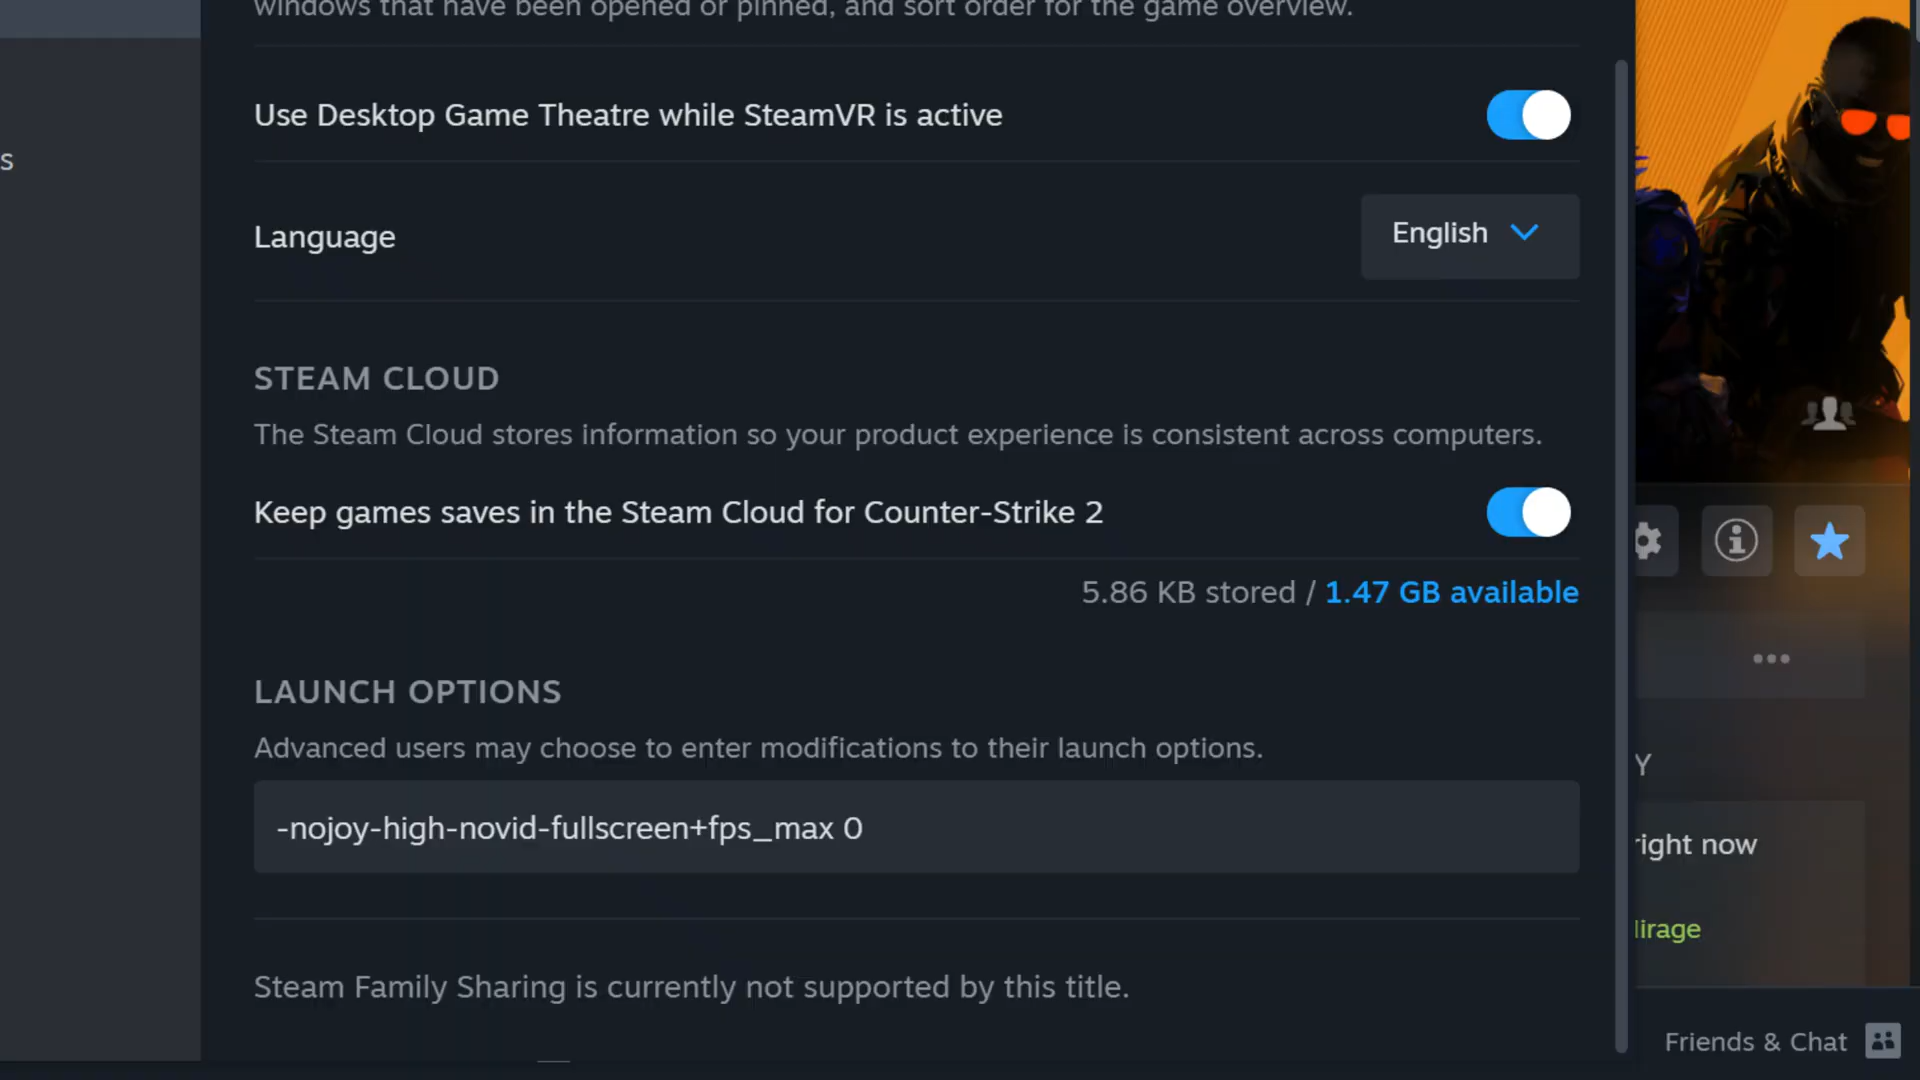 windows that have been opened or pinned, and sort order for the game overview.
Use Desktop Game Theatre while SteamVR is active
s
Language
English
STEAM CLOUD
The Steam Cloud stores information so your product experience is consistent across computers.
Keep games saves in the Steam Cloud for Counter-Strike 2
5.86 KB stored / 1.47 GB available
LAUNCH OPTIONS
Advanced users may choose to enter modifications to their launch options.
Y
-nojoy-high-novid-fullscreen+fps_max 0
right now
irage
Steam Family Sharing is currently not supported by this title.
Friends & Chat